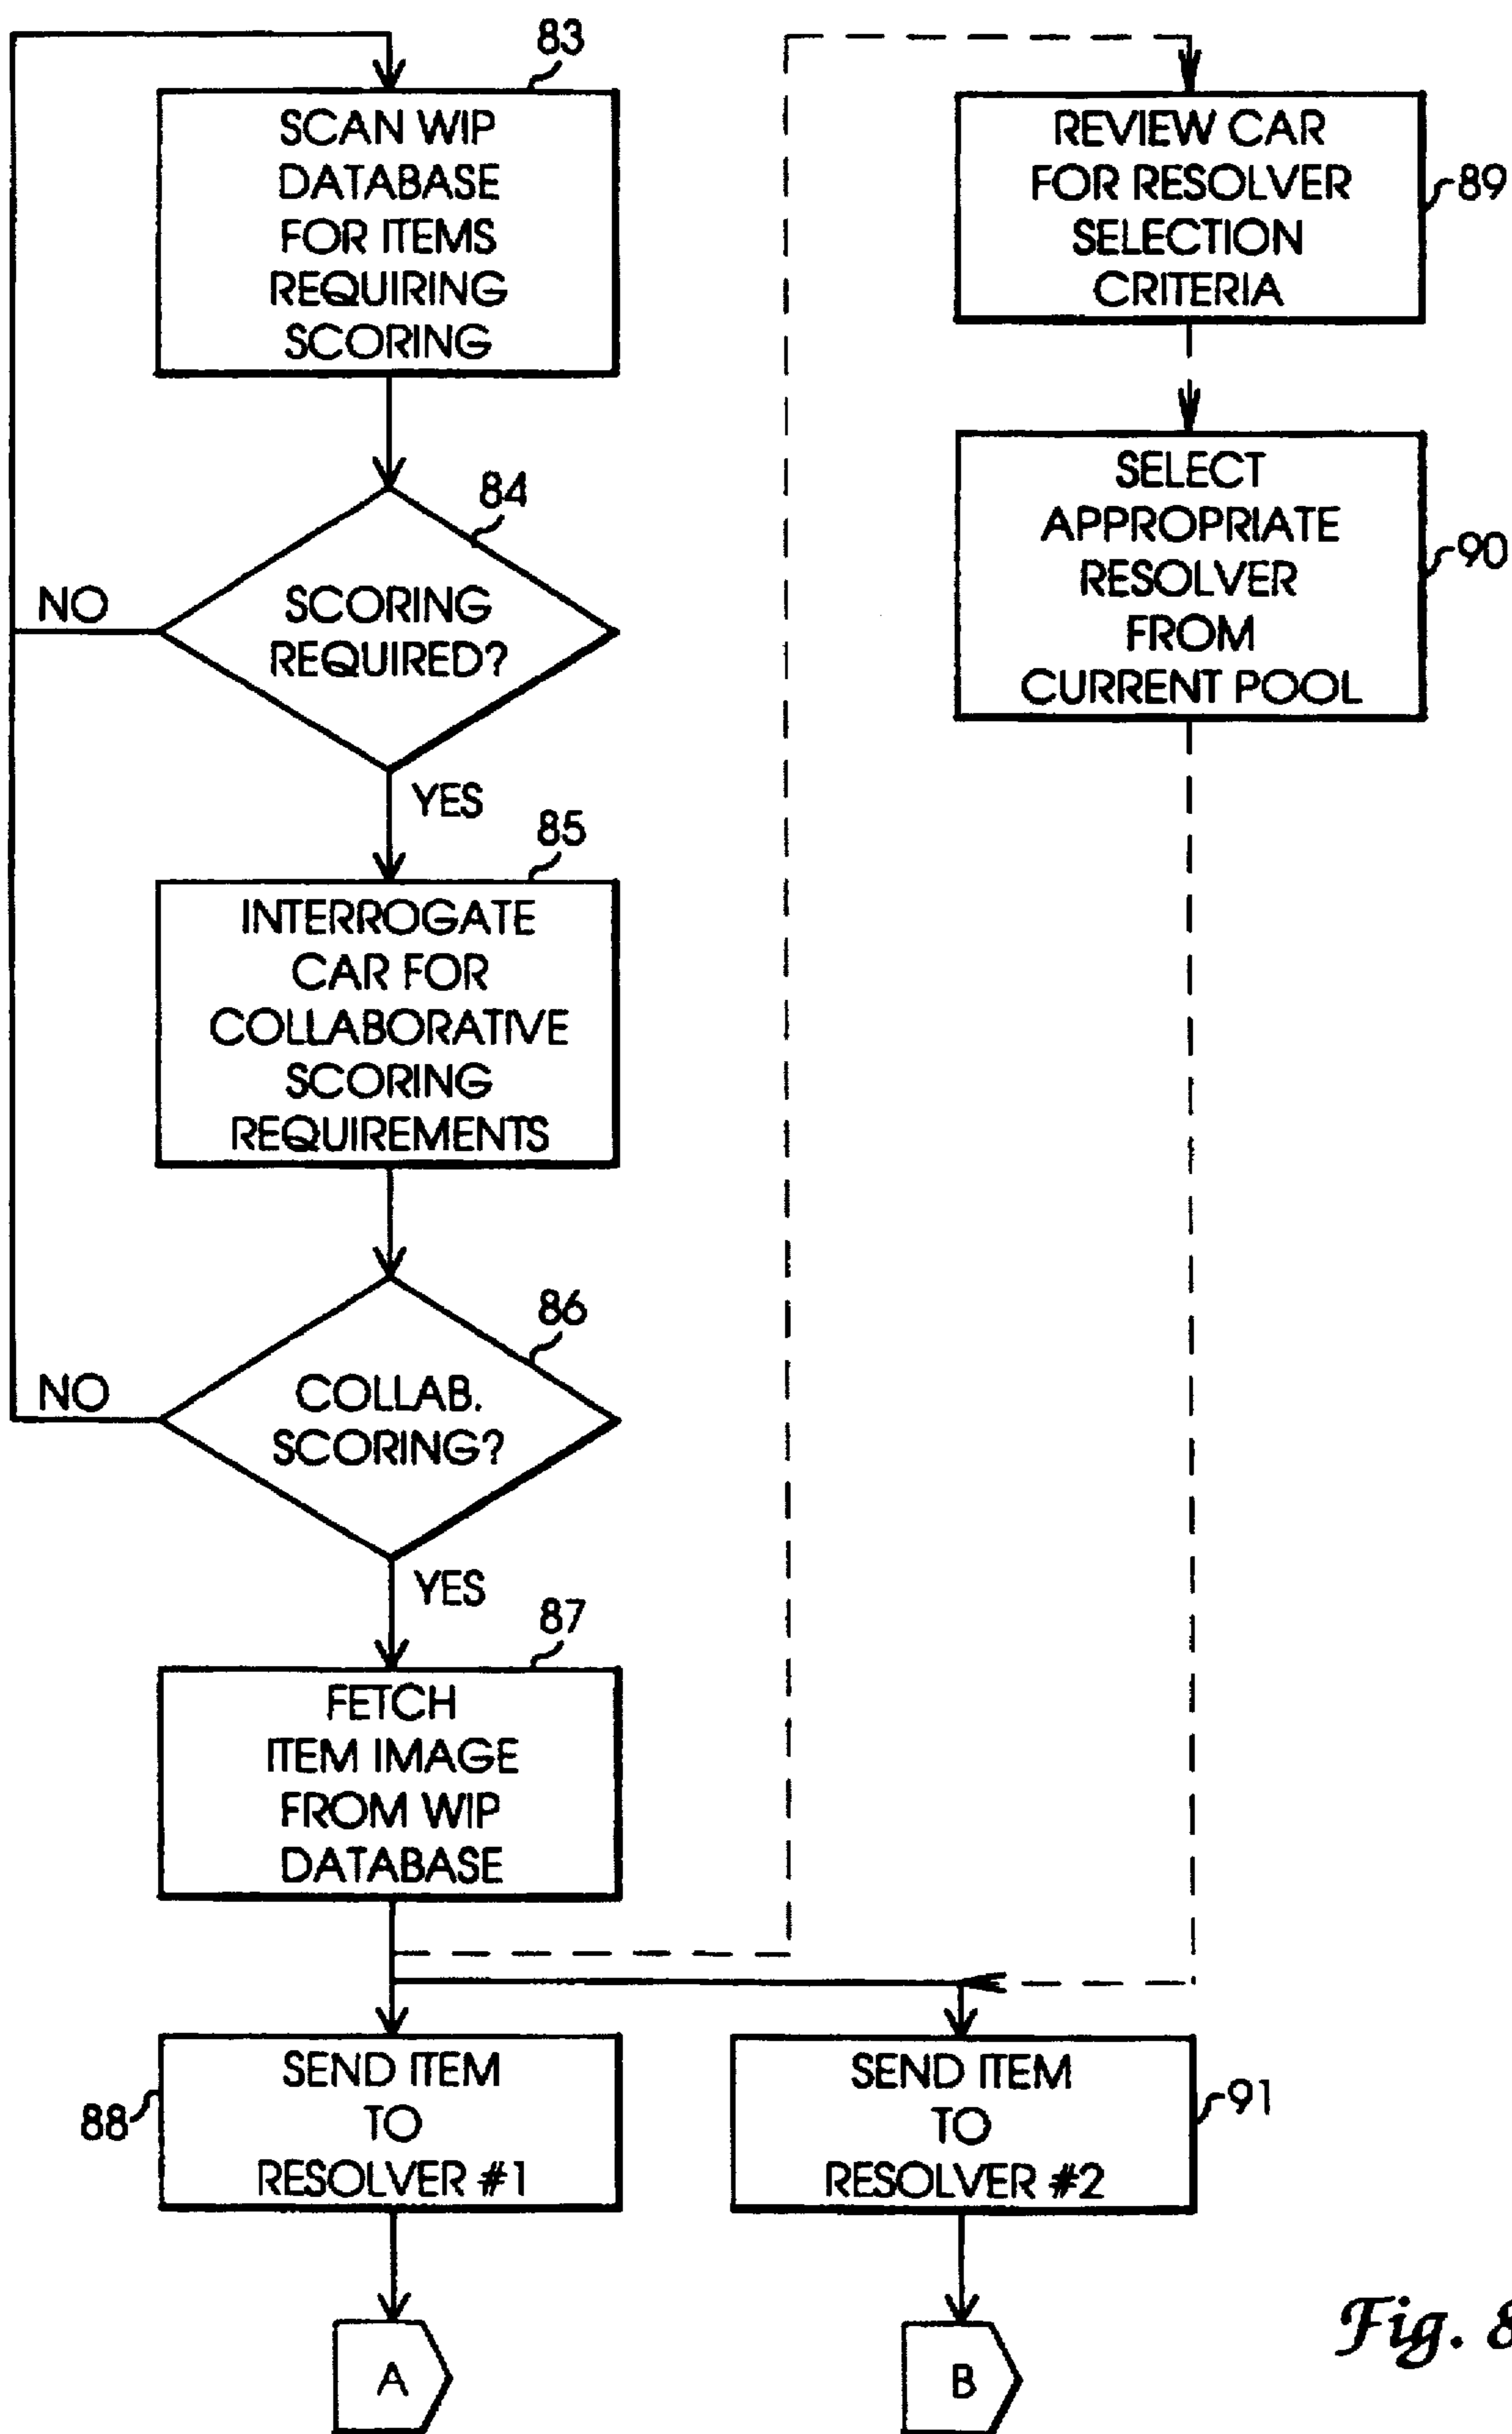 83
SCAN WIP
DATABASE
FOR ITEMS
REQUIRING
SCORING
84
SCORING
REQUIRED?
NO
YES
85
INTERROGATE
CAR FOR
COLLABORATIVE
SCORING
REQUIREMENTS
86
COLLAB.
SCORING?
NO
YES
87
FETCH
ITEM IMAGE
FROM WIP
DATABASE
88
SEND ITEM
TO
RESOLVER #1
A
REVIEW CAR
FOR RESOLVER
SELECTION
CRITERIA
89
SELECT
APPROPRIATE
RESOLVER
FROM
CURRENT POOL
90
SEND ITEM
TO
RESOLVER #2
91
B
Fig. 8